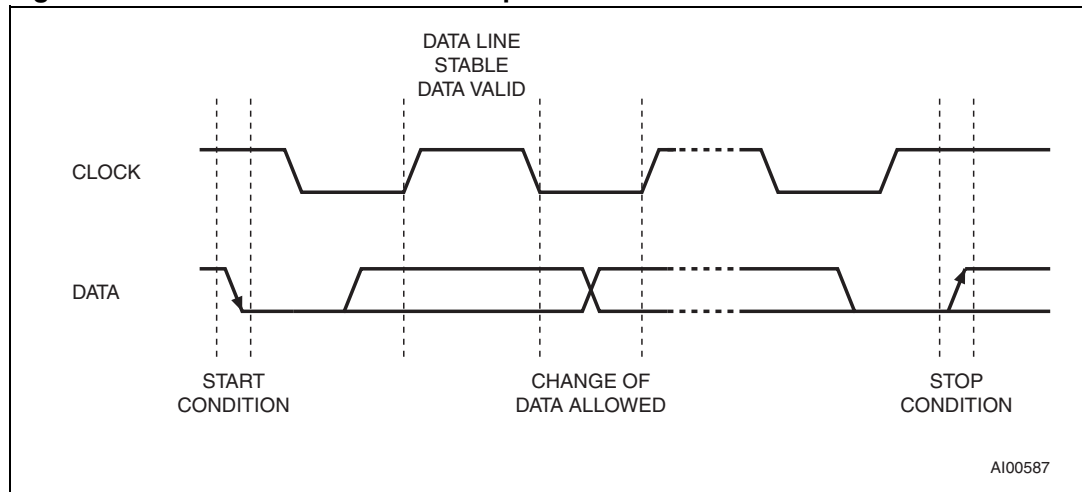 DATA LINE
STABLE
DATA VALID
CLOCK
DATA
START
CONDITION
CHANGE OF
DATA ALLOWED
STOP
CONDITION
AI00587